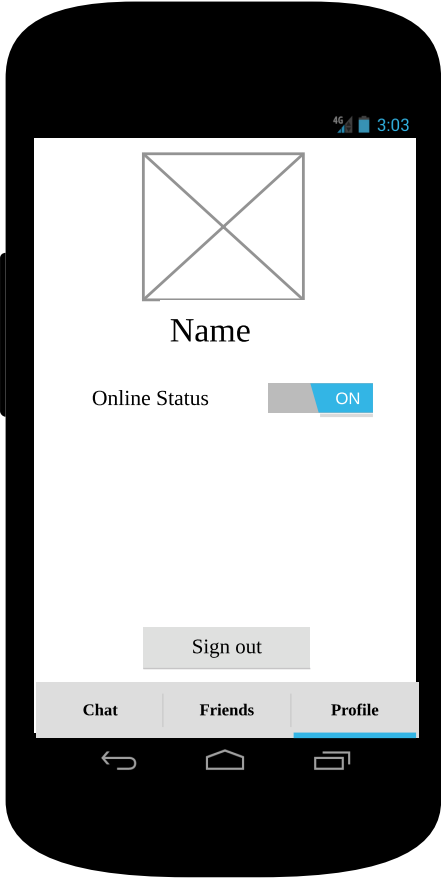 4G 3:03
Name
Online Status ON
Sign out
Chat Friends Profile